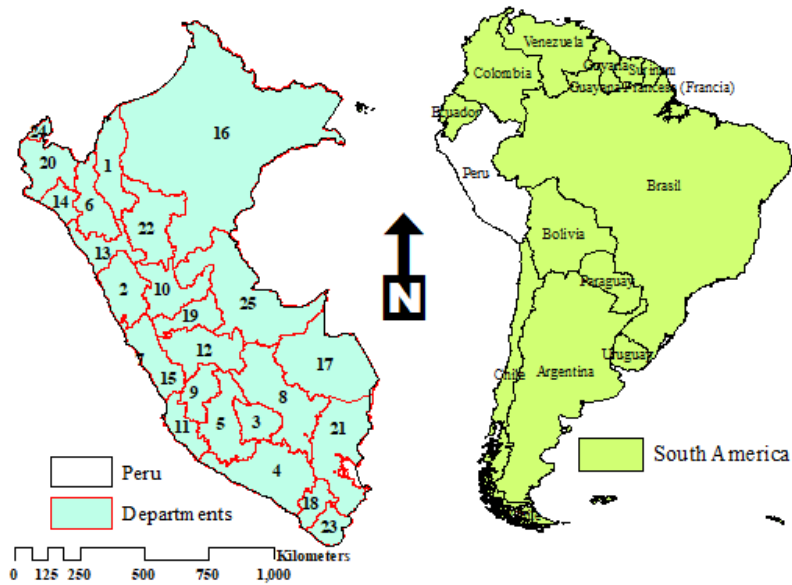 24
20
1
16
14
6
22
13
2
10
25
19
7
12
17
15
9
8
11
5
3
21
4
18
23
N
Peru
Departments
Kilometers
0 125 250 500 750 1,000
Venezuela
Guyana
Surinam
Colombia
Guayana Francesa (Francia)
Ecuador
Peru
Brasil
Bolivia
Paraguay
Uruguay
Chile
Argentina
South America